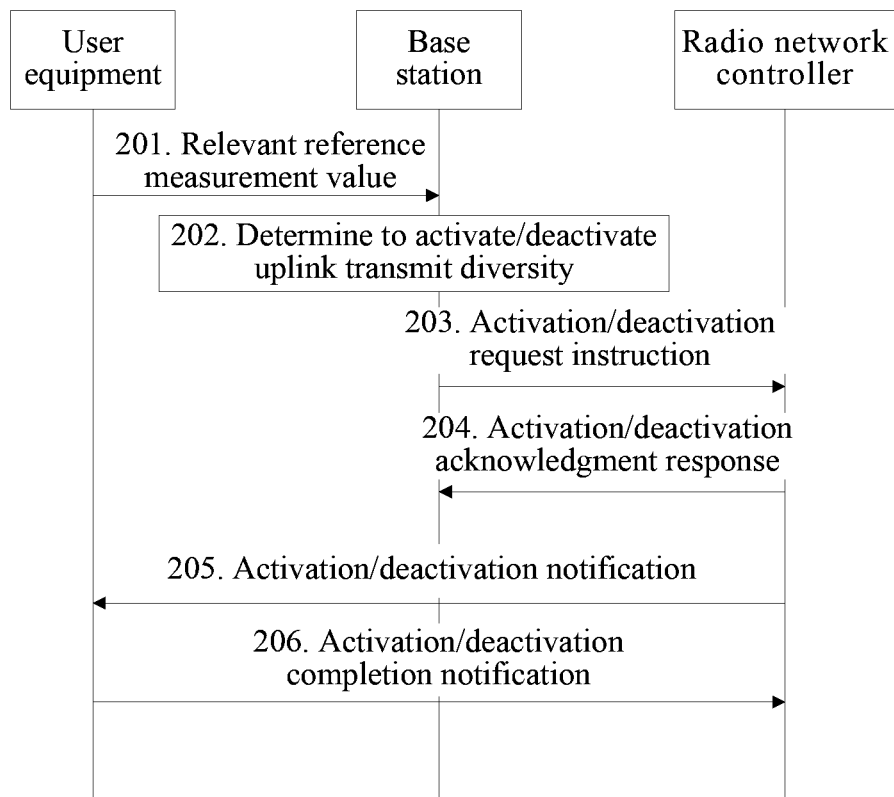 User
equipment
Base
station
Radio network
controller
201. Relevant reference
measurement value
202. Determine to activate/deactivate
uplink transmit diversity
203. Activation/deactivation
request instruction
204. Activation/deactivation
acknowledgment response
205. Activation/deactivation notification
206. Activation/deactivation
completion notification